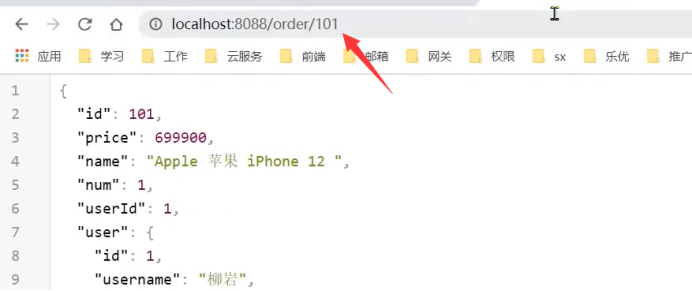 localhost:8088/order/101
应用 学习 工作 云服务 前端 邮箱 网关 权限 sx 乐优 推广
1 {
2 "id": 101,
3 "price": 699900,
4 "name": "Apple 苹果 iPhone 12 ",
5 "num": 1,
6 "userId": 1,
7 "user": {
8 "id": 1,
9 "username": "柳岩",